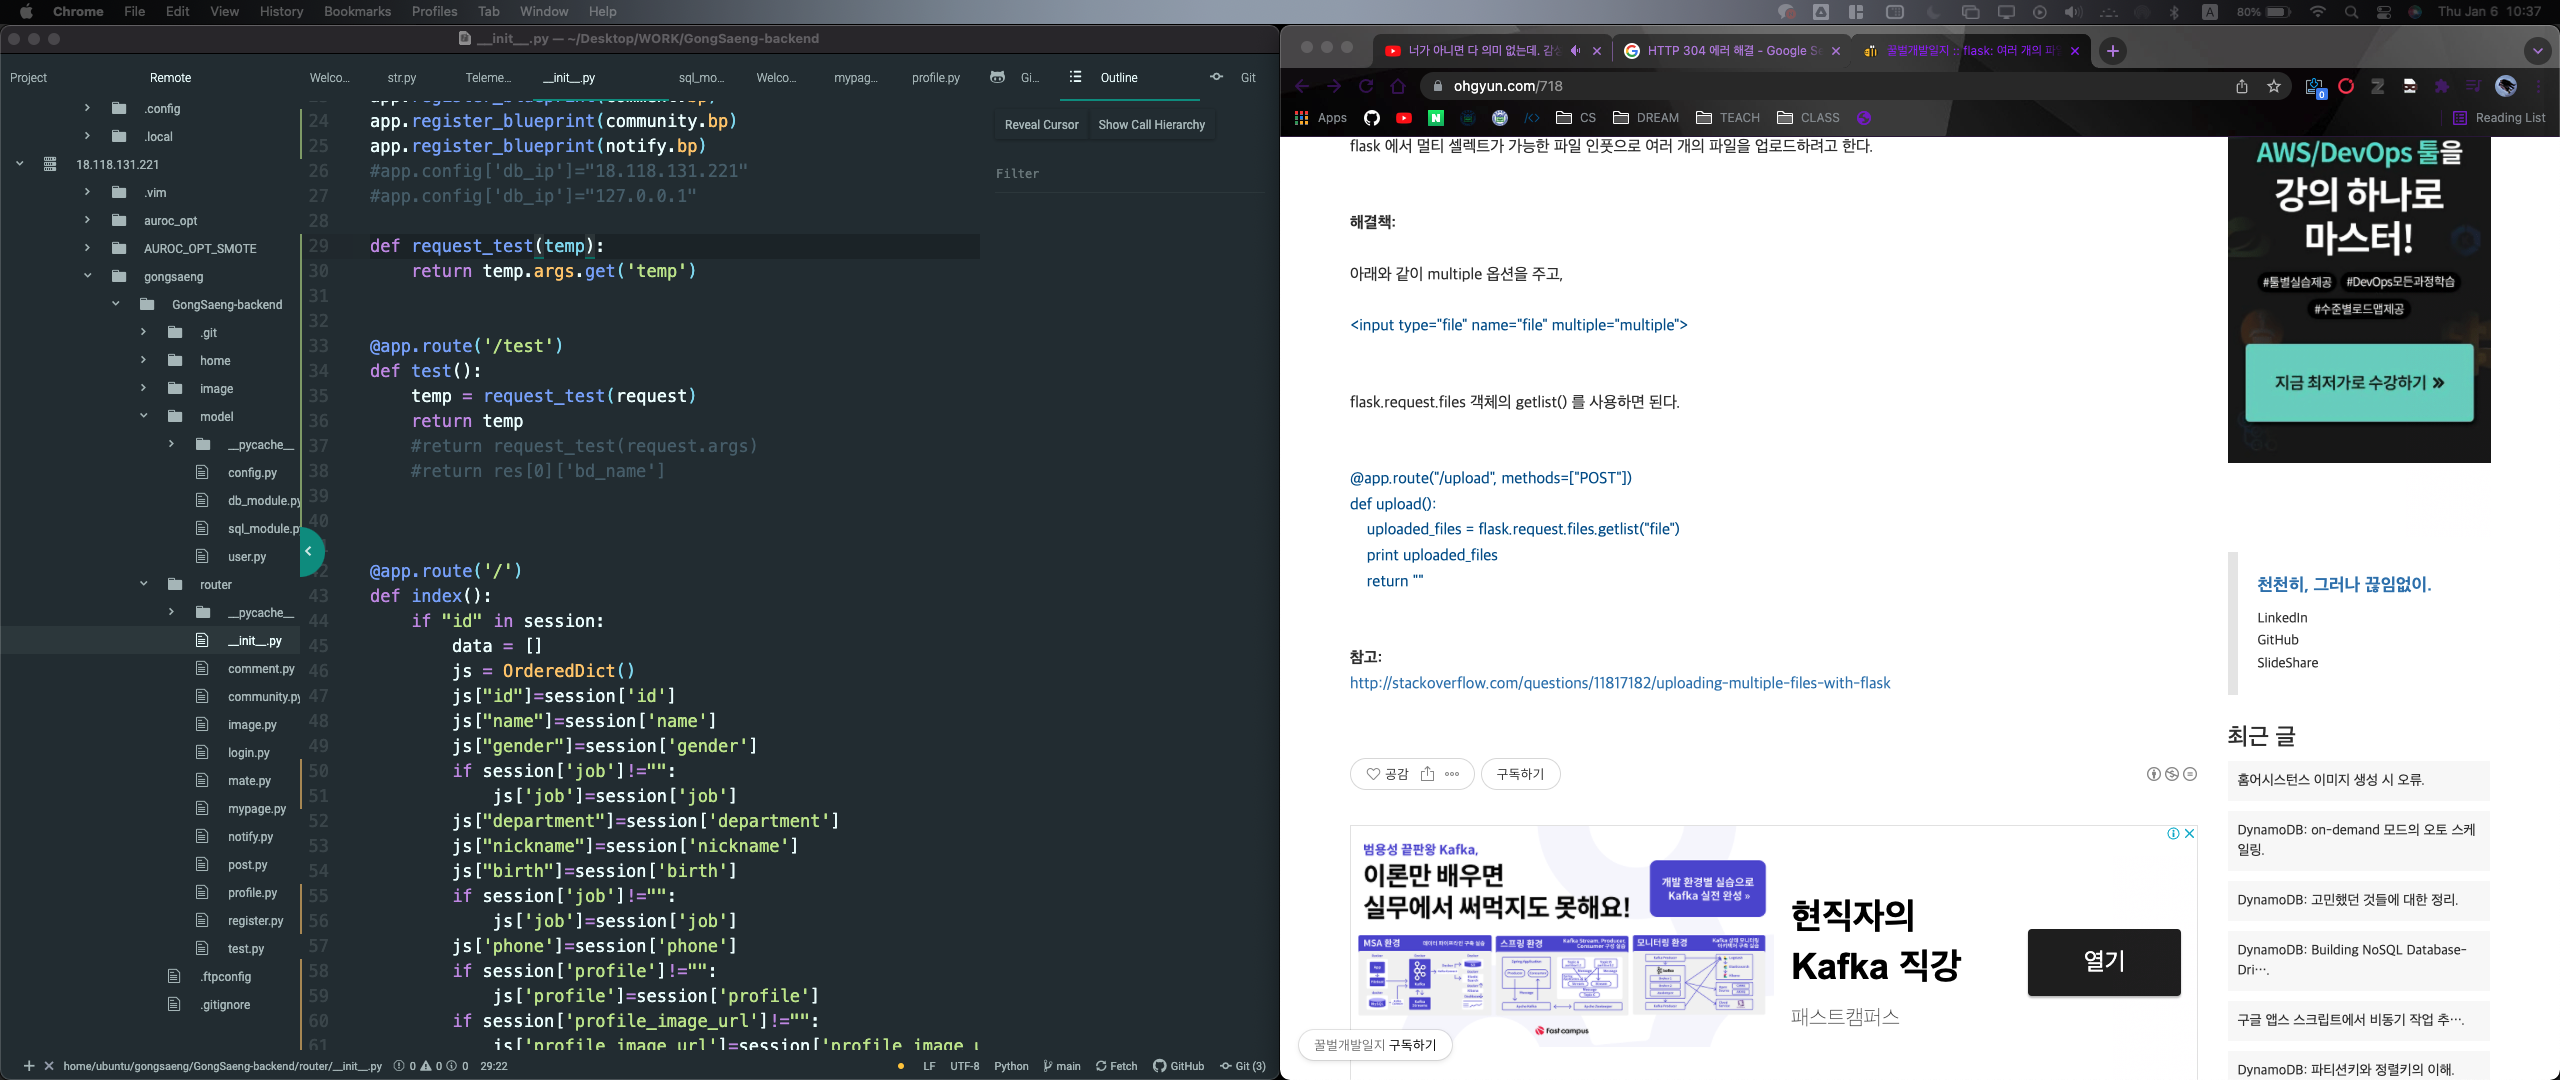 Chrome File Edit View History Bookmarks Profiles Tab Window Help
80% Thu Jan 6 10:37
__init__.py — ~/Desktop/WORK/GongSaeng-backend
Project
Remote
Welco... str.py Teleme... __init__.py sql_mo... Welco... mypag... profile.py Gi... Outline Git
.config
.local
18.118.131.221
.vim
auroc_opt
AUROC_OPT_SMOTE
gongsaeng
GongSaeng-backend
.git
home
image
model
__pycache__
config.py
db_module.py
sql_module.py
user.py
router
__pycache__
__init__.py
comment.py
community.py
image.py
login.py
mate.py
mypage.py
notify.py
post.py
profile.py
register.py
test.py
.ftpconfig
.gitignore
24 app.register_blueprint(community.bp)
25 app.register_blueprint(notify.bp)
26 #app.config['db_ip']="18.118.131.221"
27 #app.config['db_ip']="127.0.0.1"
28
29 def request_test(temp):
30 return temp.args.get('temp')
31
32
33 @app.route('/test')
34 def test():
35 temp = request_test(request)
36 return temp
37 #return request_test(request.args)
38 #return res[0]['bd_name']
39
40
42 @app.route('/')
43 def index():
44 if "id" in session:
45 data = []
46 js = OrderedDict()
47 js["id"]=session['id']
48 js["name"]=session['name']
49 js["gender"]=session['gender']
50 if session['job']!="":
51 js['job']=session['job']
52 js["department"]=session['department']
53 js["nickname"]=session['nickname']
54 js["birth"]=session['birth']
55 if session['job']!="":
56 js['job']=session['job']
57 js['phone']=session['phone']
58 if session['profile']!="":
59 js['profile']=session['profile']
60 if session['profile_image_url']!="":
61 js['profile_image_url']=session['profile_image_u
Reveal Cursor
Show Call Hierarchy
Filter
home/ubuntu/gongsaeng/GongSaeng-backend/router/__init__.py 0 0 0 29:22
LF UTF-8 Python main Fetch GitHub Git (3)
너가 아니면 다 의미 없는데. 감성
HTTP 304 에러 해결 - Google Se
꿀벌개발일지 :: flask: 여러 개의 파일
ohgyun.com/718
Apps CS DREAM TEACH CLASS Reading List
flask 에서 멀티 셀렉트가 가능한 파일 인풋으로 여러 개의 파일을 업로드하려고 한다.
해결책:
아래와 같이 multiple 옵션을 주고,
<input type="file" name="file" multiple="multiple">
flask.request.files 객체의 getlist() 를 사용하면 된다.
@app.route("/upload", methods=["POST"])
def upload():
uploaded_files = flask.request.files.getlist("file")
print uploaded_files
return ""
참고:
http://stackoverflow.com/questions/11817182/uploading-multiple-files-with-flask
공감
구독하기
범용성 끝판왕 Kafka,
이론만 배우면
실무에서 써먹지도 못해요!
개발 환경별 실습으로
Kafka 실전 완성 »
MSA 환경
스프링 환경
모니터링 환경
fast campus
현직자의
Kafka 직강
패스트캠퍼스
열기
꿀벌개발일지 구독하기
AWS/DevOps 툴을
강의 하나로
마스터!
#툴별실습제공 #DevOps모든과정학습
#수준별로드맵제공
지금 최저가로 수강하기 »
천천히, 그러나 끊임없이.
LinkedIn
GitHub
SlideShare
최근 글
홈어시스턴스 이미지 생성 시 오류.
DynamoDB: on-demand 모드의 오토 스케
일링.
DynamoDB: 고민했던 것들에 대한 정리.
DynamoDB: Building NoSQL Database-
Dri⋯.
구글 앱스 스크립트에서 비동기 작업 추⋯.
DynamoDB: 파티션키와 정렬키의 이해.